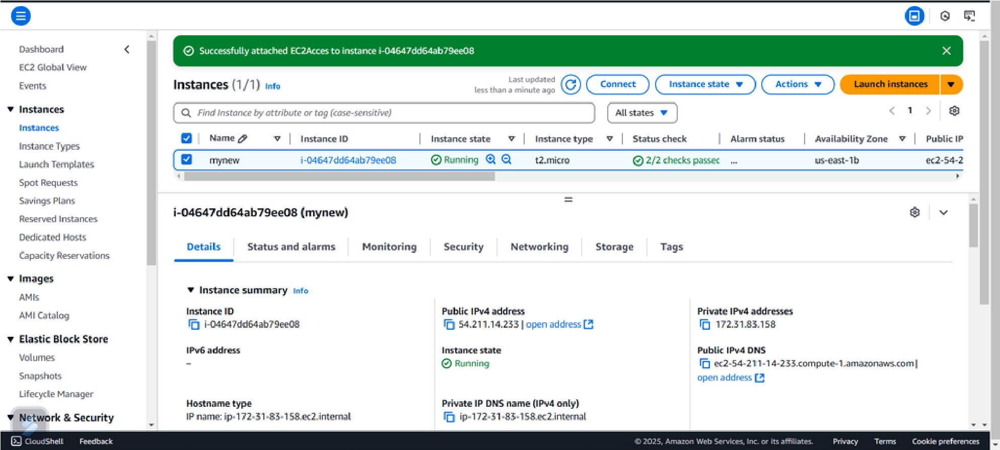 Dashboard
EC2 Global View
Events
Instances
Instances
Instance Types
Launch Templates
Spot Requests
Savings Plans
Reserved Instances
Dedicated Hosts
Capacity Reservations
Images
AMIs
AMI Catalog
Elastic Block Store
Volumes
Snapshots
Lifecycle Manager
Network & Security
Successfully attached EC2Acces to instance i-04647dd64ab79ee08
Instances (1/1) Info
Last updated
less than a minute ago
Connect
Instance state
Actions
Launch instances
Find Instance by attribute or tag (case-sensitive)
All states
1
Name Instance ID Instance state Instance type Status check Alarm status Availability Zone Public IP
mynew i-04647dd64ab79ee08 Running t2.micro 2/2 checks passec ... us-east-1b ec2-54-2
i-04647dd64ab79ee08 (mynew)
Details Status and alarms Monitoring Security Networking Storage Tags
Instance summary Info
Instance ID
i-04647dd64ab79ee08
Public IPv4 address
54.211.14.233 | open address
Private IPv4 addresses
172.31.83.158
IPv6 address
–
Instance state
Running
Public IPv4 DNS
ec2-54-211-14-233.compute-1.amazonaws.com |
open address
Hostname type
IP name: ip-172-31-83-158.ec2.internal
Private IP DNS name (IPv4 only)
ip-172-31-83-158.ec2.internal
CloudShell Feedback © 2025, Amazon Web Services, Inc. or its affiliates. Privacy Terms Cookie preferences